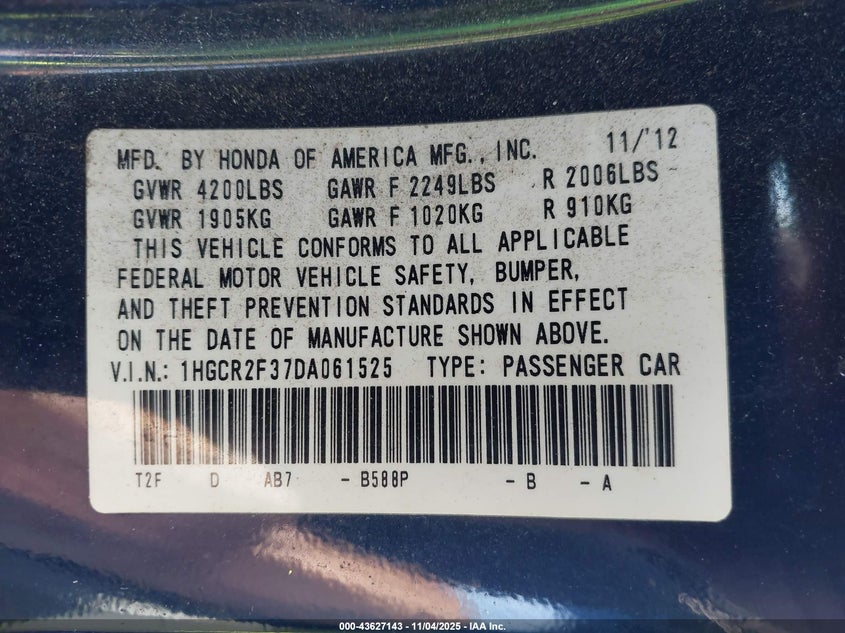 MFD. BY HONDA OF AMERICA MFG., INC. 11/'12
GVWR 4200LBS GAWR F 2249LBS R 2006LBS
GVWR 1905KG GAWR F 1020KG R 910KG
THIS VEHICLE CONFORMS TO ALL APPLICABLE
FEDERAL MOTOR VEHICLE SAFETY, BUMPER,
AND THEFT PREVENTION STANDARDS IN EFFECT
ON THE DATE OF MANUFACTURE SHOWN ABOVE.
V.I.N.: 1HGCR2F37DA061525 TYPE: PASSENGER CAR
T2F D AB7 - B588P - B - A
000-43627143 - 11/04/2025 - IAA Inc.